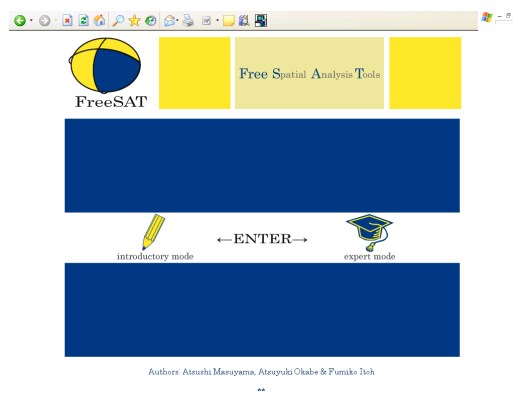 FreeSAT
Free Spatial Analysis Tools
←ENTER→
introductory mode
expert mode
Authors: Atsushi Masuyama, Atsuyuki Okabe & Fumiko Itoh
**